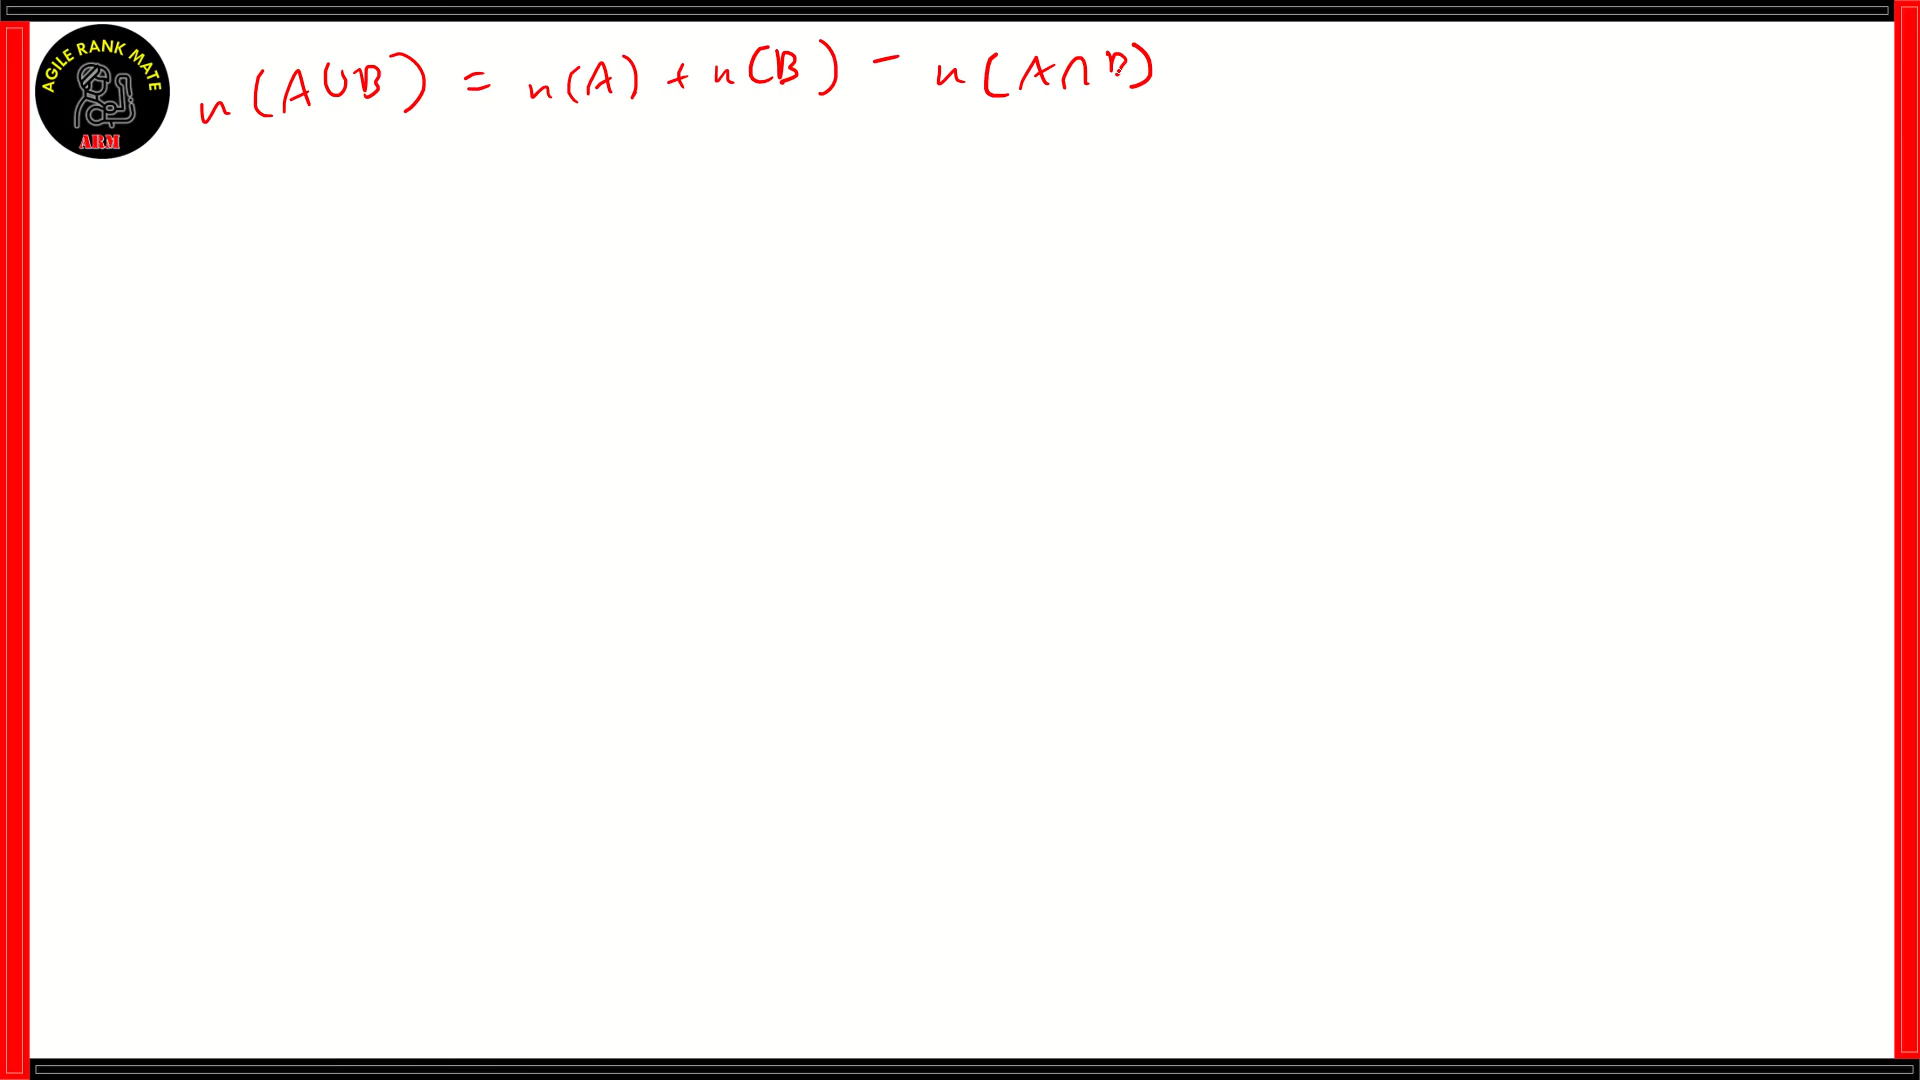 AGILE RANK MATE
ARM
n(A∪B) = n(A) + n(B) - n(A∩B)